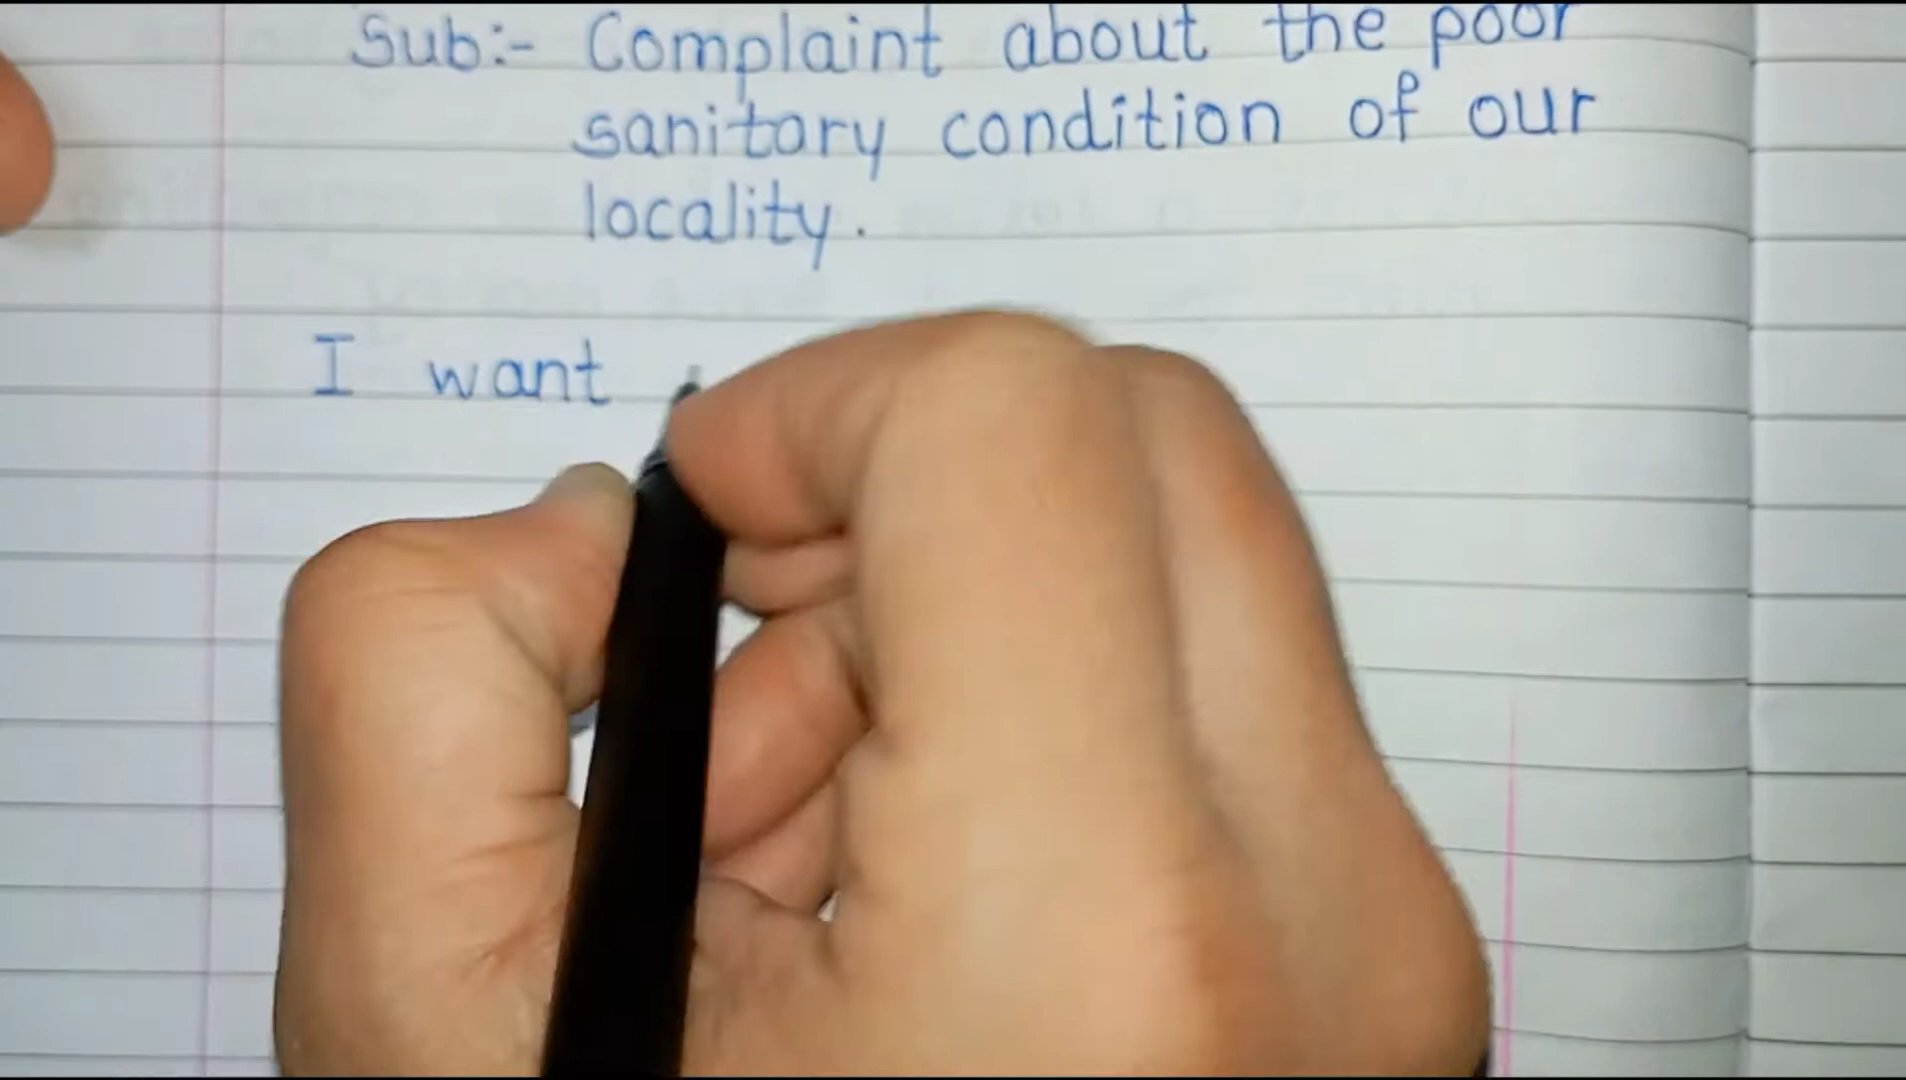 Sub:- Complaint about the poor
sanitary condition of our
locality.
I want